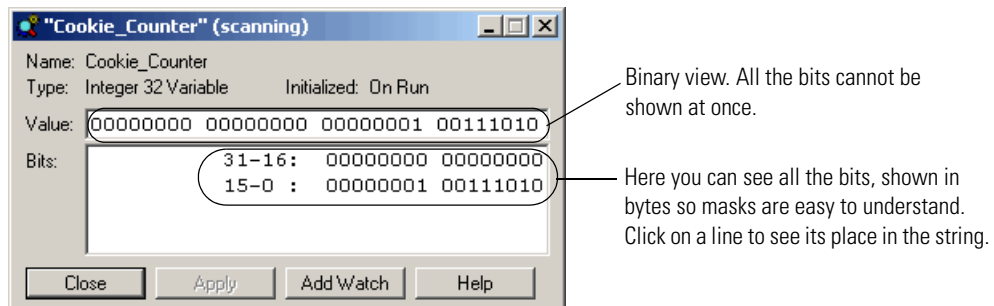 "Cookie_Counter" (scanning)
Name: Cookie_Counter
Type: Integer 32 Variable Initialized: On Run
Value: 00000000 00000000 00000001 00111010
Bits: 31-16: 00000000 00000000
15-0 : 00000001 00111010
Close Apply Add Watch Help
Binary view. All the bits cannot be
shown at once.
Here you can see all the bits, shown in
bytes so masks are easy to understand.
Click on a line to see its place in the string.